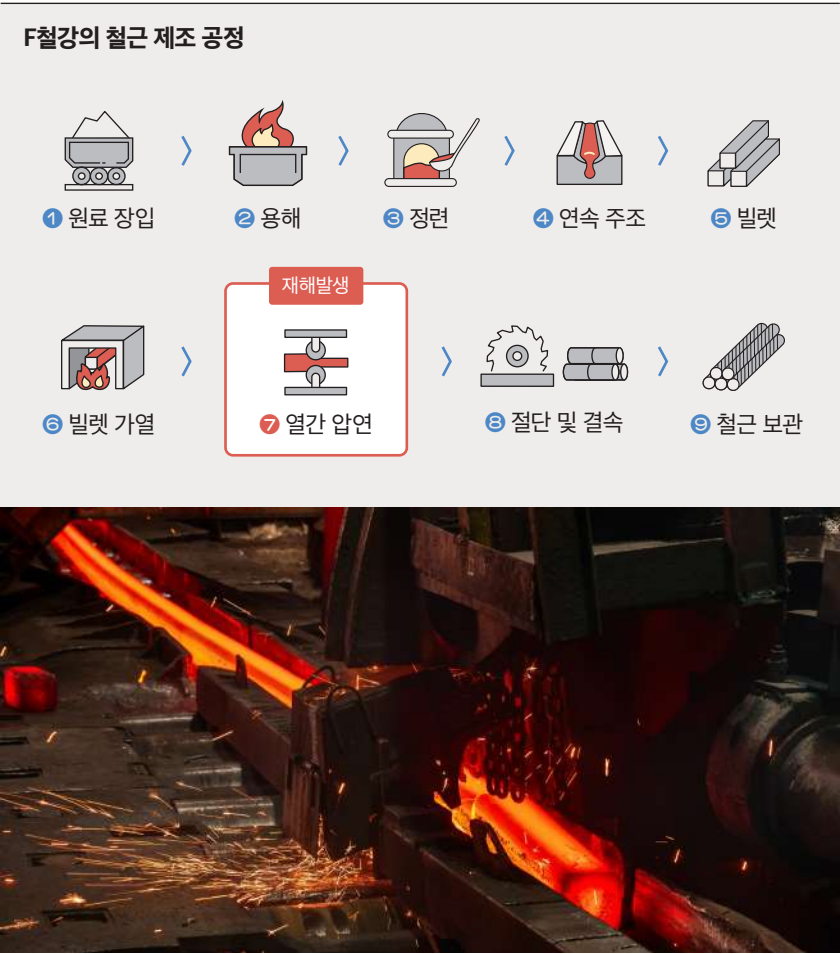 F철강의 철근 제조 공정
❶ 원료 장입
❷ 용해
❸ 정련
❹ 연속 주조
❺ 빌렛
재해발생
❻ 빌렛 가열
❼ 열간 압연
❽ 절단 및 결속
❾ 철근 보관